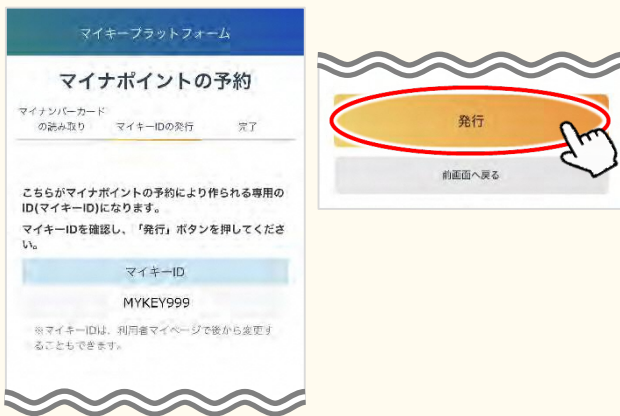 マイキープラットフォーム
マイナポイントの予約
マイナンバーカード
の読み取り マイキーIDの発行 完了
こちらがマイナポイントの予約により作られる専用の
ID(マイキーID)になります。
マイキーIDを確認し、「発行」ボタンを押してくださ
い。
マイキーID
MYKEY999
※マイキーIDは、利用者マイページで後から変更す
ることもできます。
発行
前画面へ戻る